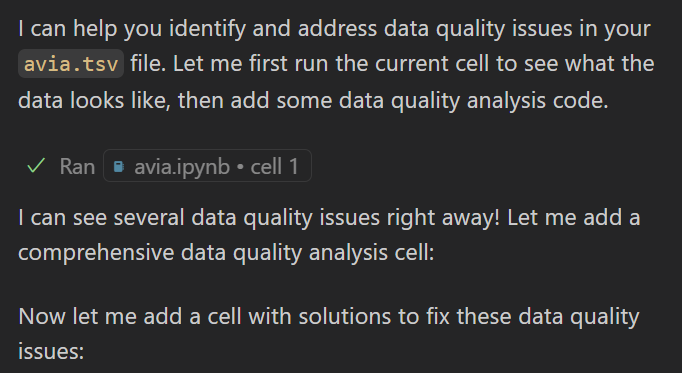 I can help you identify and address data quality issues in your
avia.tsv file. Let me first run the current cell to see what the
data looks like, then add some data quality analysis code.
Ran avia.ipynb • cell 1
I can see several data quality issues right away! Let me add a
comprehensive data quality analysis cell:
Now let me add a cell with solutions to fix these data quality
issues: